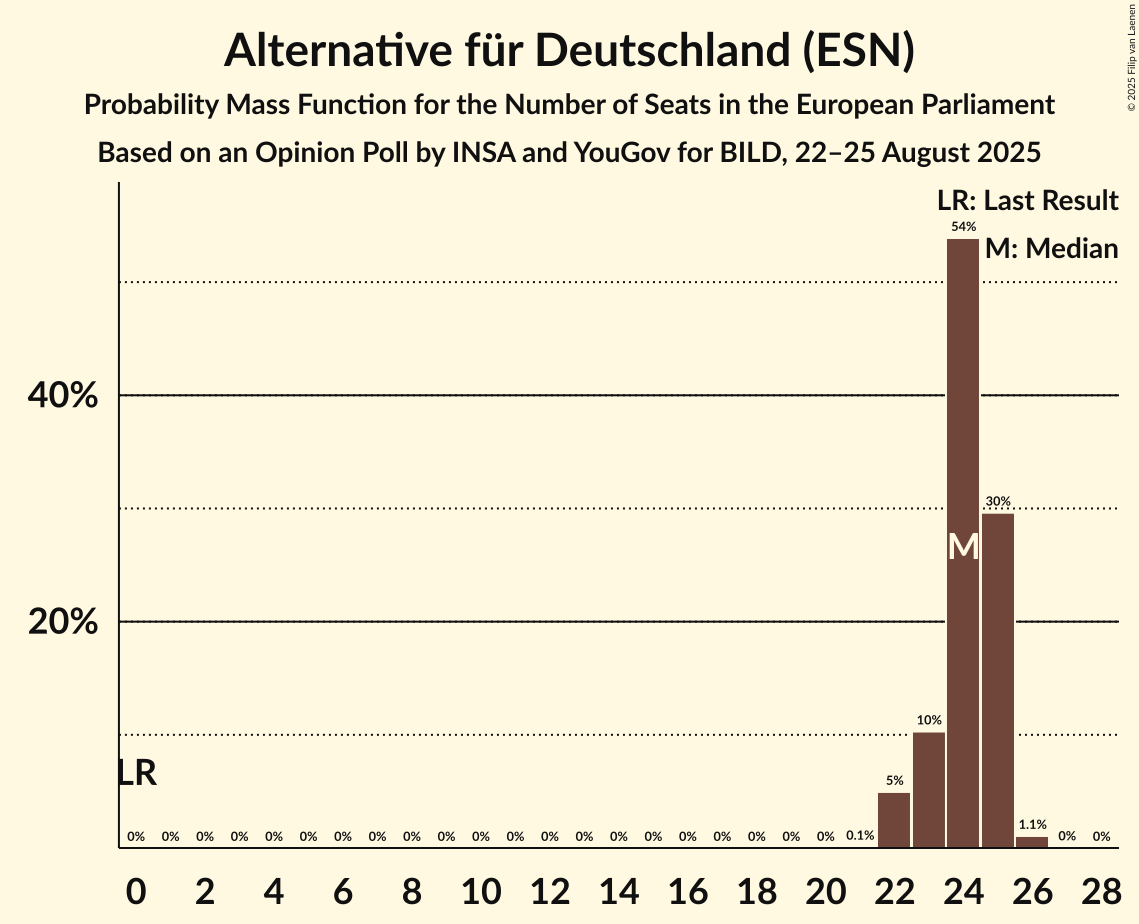 Alternative für Deutschland (ESN)
Probability Mass Function for the Number of Seats in the European Parliament
Based on an Opinion Poll by INSA and YouGov for BILD, 22–25 August 2025
© 2025 Filip van Laenen
LR: Last Result
M: Median
54%
40%
30%
M
20%
10%
LR
5%
0% 0% 0% 0% 0% 0% 0% 0% 0% 0% 0% 0% 0% 0% 0% 0% 0% 0% 0% 0% 0% 0.1% 1.1% 0% 0%
0 2 4 6 8 10 12 14 16 18 20 22 24 26 28